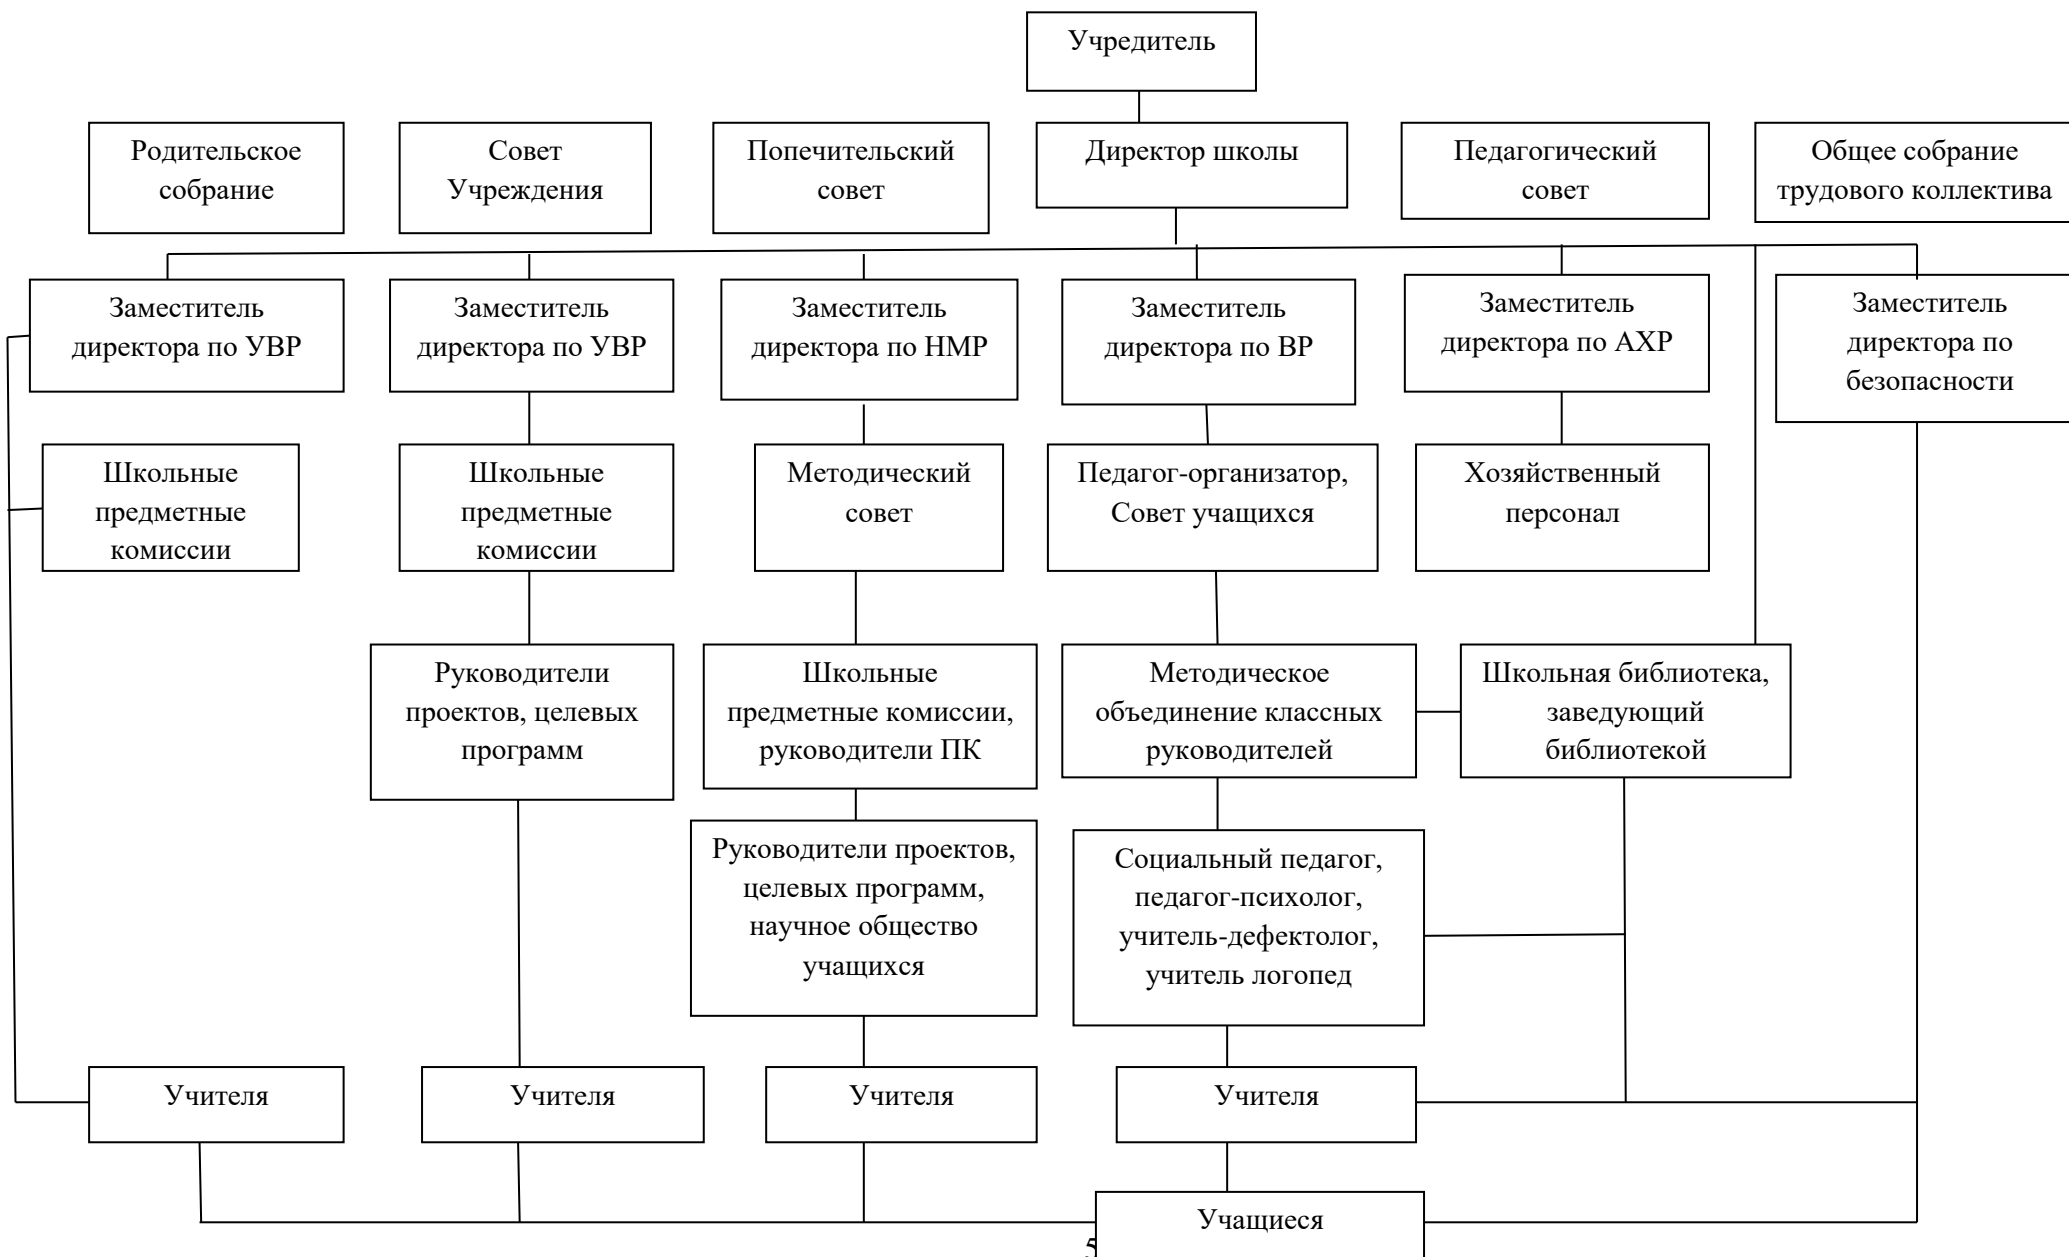 Учредитель
Родительское
собрание
Совет
Учреждения
Попечительский
совет
Директор школы
Педагогический
совет
Общее собрание
трудового коллектива
Заместитель
директора по УВР
Заместитель
директора по УВР
Заместитель
директора по НМР
Заместитель
директора по ВР
Заместитель
директора по АХР
Заместитель
директора по
безопасности
Школьные
предметные
комиссии
Школьные
предметные
комиссии
Методический
совет
Педагог-организатор,
Совет учащихся
Хозяйственный
персонал
Руководители
проектов, целевых
программ
Школьные
предметные комиссии,
руководители ПК
Методическое
объединение классных
руководителей
Школьная библиотека,
заведующий
библиотекой
Руководители проектов,
целевых программ,
научное общество
учащихся
Социальный педагог,
педагог-психолог,
учитель-дефектолог,
учитель логопед
Учителя
Учителя
Учителя
Учителя
Учащиеся